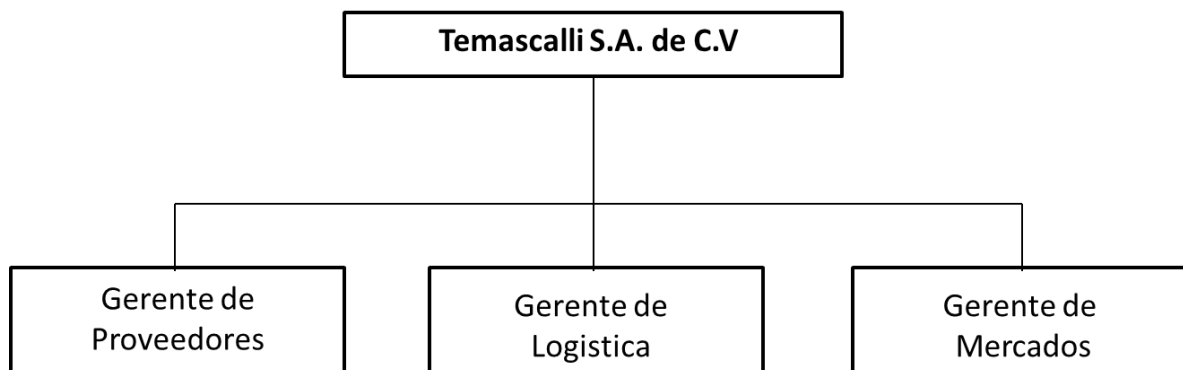 Temascalli S.A. de C.V
Gerente de
Proveedores
Gerente de
Logistica
Gerente de
Mercados